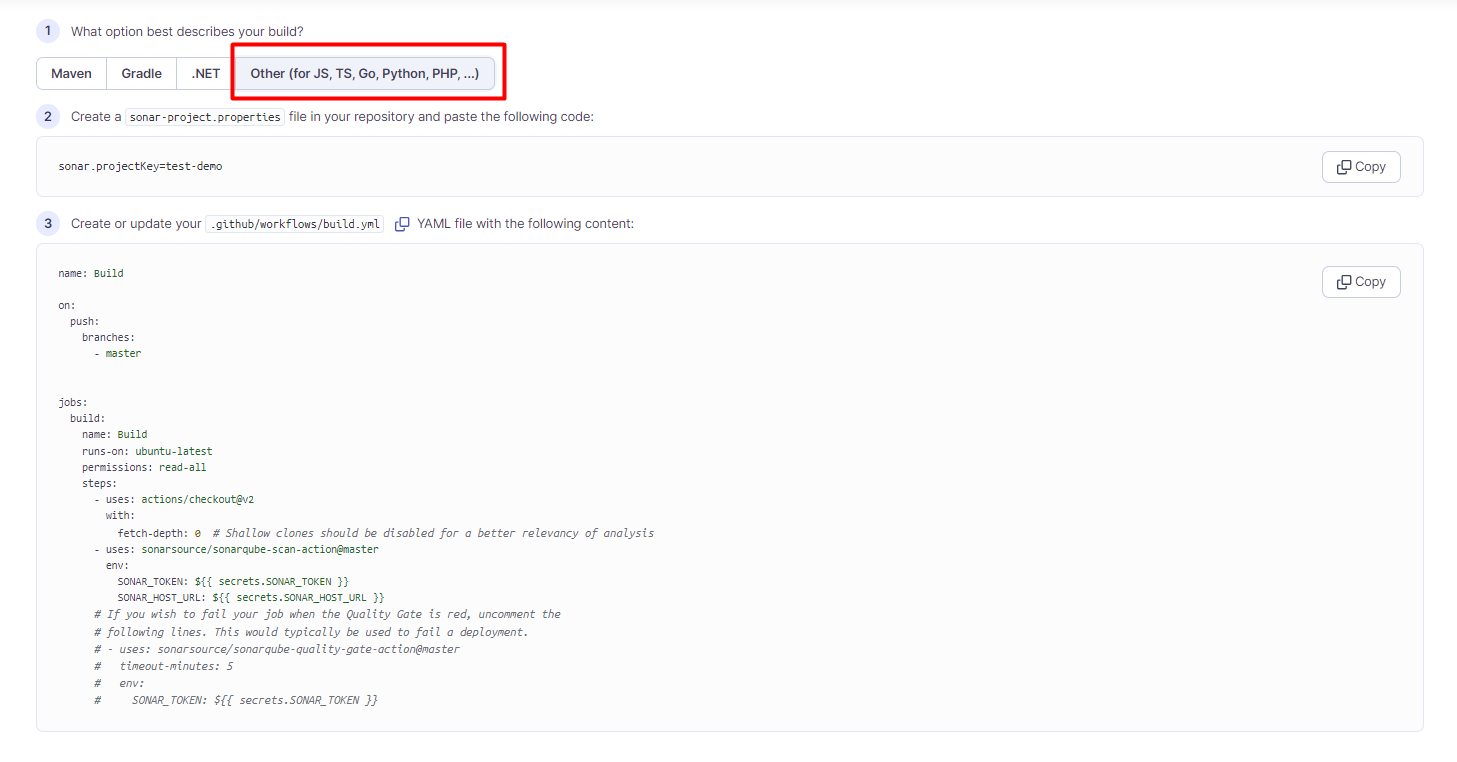 1 What option best describes your build?
Maven Gradle .NET Other (for JS, TS, Go, Python, PHP, ...)
2 Create a sonar-project.properties file in your repository and paste the following code:
sonar.projectKey=test-demo Copy
3 Create or update your .github/workflows/build.yml YAML file with the following content:
name: Build Copy
on:
  push:
    branches:
      - master
jobs:
  build:
    name: Build
    runs-on: ubuntu-latest
    permissions: read-all
    steps:
      - uses: actions/checkout@v2
        with:
          fetch-depth: 0  # Shallow clones should be disabled for a better relevancy of analysis
      - uses: sonarsource/sonarqube-scan-action@master
        env:
          SONAR_TOKEN: ${{ secrets.SONAR_TOKEN }}
          SONAR_HOST_URL: ${{ secrets.SONAR_HOST_URL }}
      # If you wish to fail your job when the Quality Gate is red, uncomment the
      # following lines. This would typically be used to fail a deployment.
      # - uses: sonarsource/sonarqube-quality-gate-action@master
      #   timeout-minutes: 5
      #   env:
      #     SONAR_TOKEN: ${{ secrets.SONAR_TOKEN }}